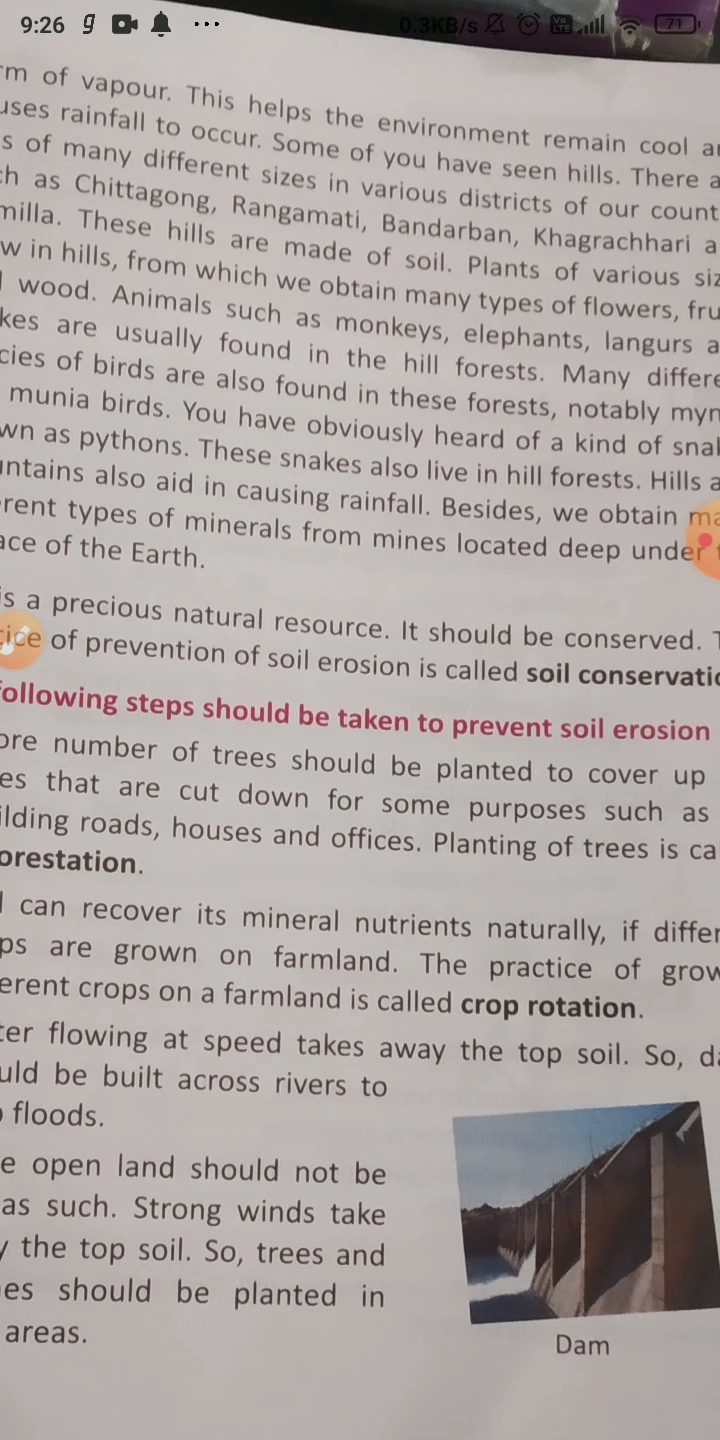 9:26 g ... 0.3KB/s 71
rm of vapour. This helps the environment remain cool
uses rainfall to occur. Some of you have seen hills. There
s of many different sizes in various districts of our count
ch as Chittagong, Rangamati, Bandarban, Khagrachhari a
milla. These hills are made of soil. Plants of various siz
w in hills, from which we obtain many types of flowers, fru
wood. Animals such as monkeys, elephants, langurs a
kes are usually found in the hill forests. Many differe
cies of birds are also found in these forests, notably myn
munia birds. You have obviously heard of a kind of snak
wn as pythons. These snakes also live in hill forests. Hills a
untains also aid in causing rainfall. Besides, we obtain ma
rent types of minerals from mines located deep under
ace of the Earth.
is a precious natural resource. It should be conserved. T
tice of prevention of soil erosion is called soil conservatio
following steps should be taken to prevent soil erosion
ore number of trees should be planted to cover up
es that are cut down for some purposes such as
ilding roads, houses and offices. Planting of trees is ca
orestation.
l can recover its mineral nutrients naturally, if differ
ps are grown on farmland. The practice of grow
erent crops on a farmland is called crop rotation.
ter flowing at speed takes away the top soil. So, da
uld be built across rivers to
floods.
e open land should not be
as such. Strong winds take
y the top soil. So, trees and
es should be planted in
areas.
Dam